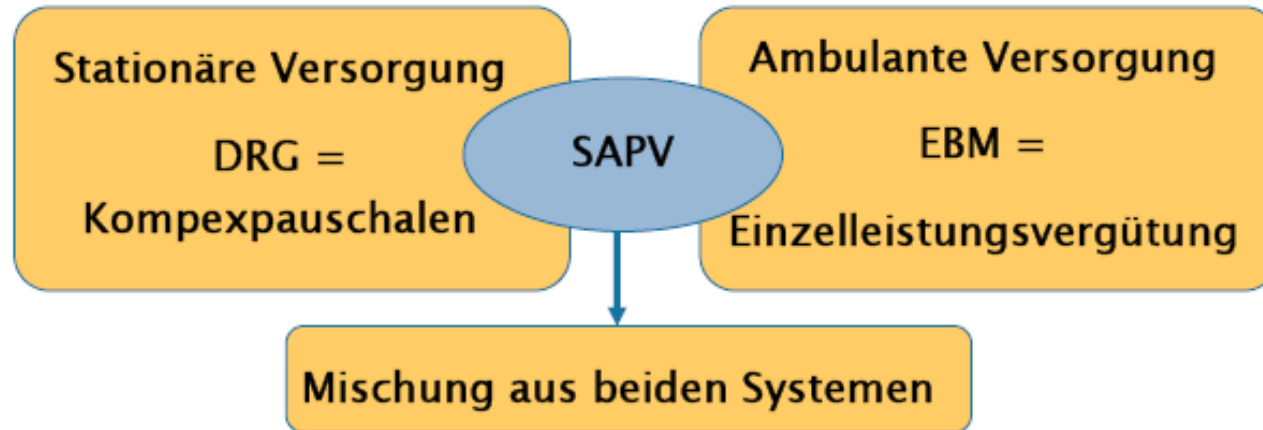 Stationäre Versorgung
DRG =
Kompexpauschalen
SAPV
Ambulante Versorgung
EBM =
Einzelleistungsvergütung
Mischung aus beiden Systemen